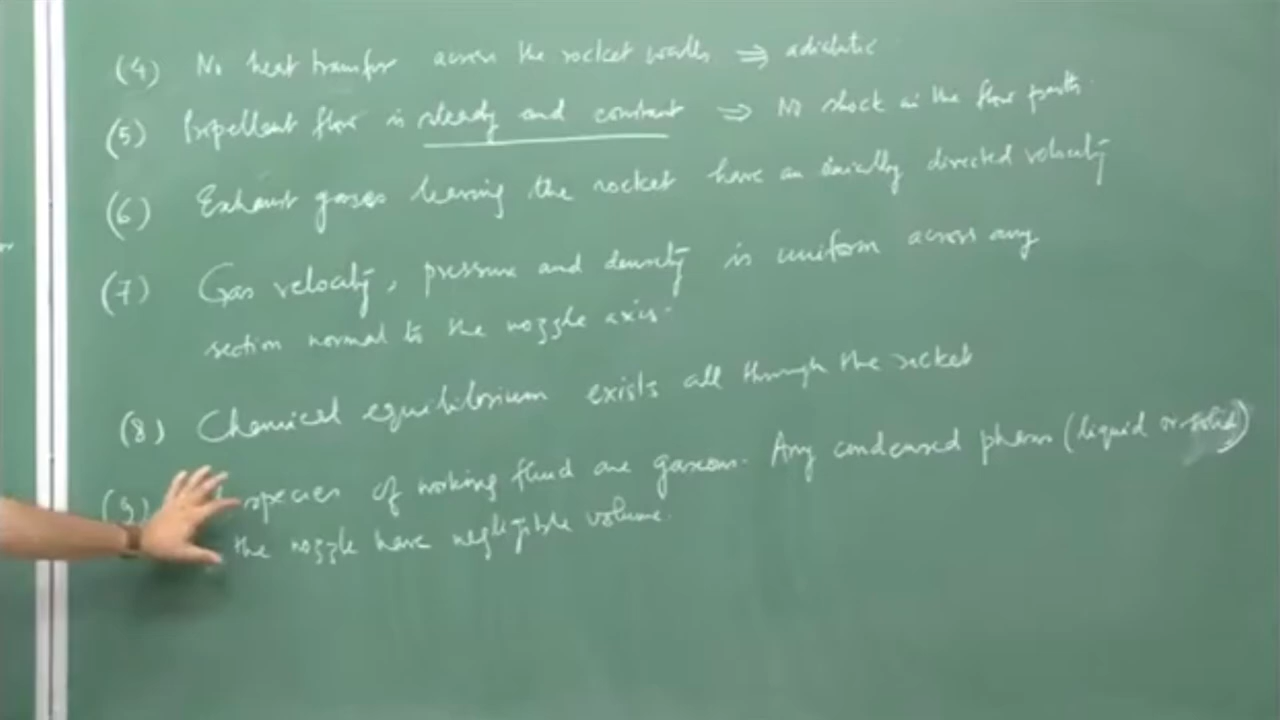 (4) No heat transfer across the rocket walls ⇒ adiabatic
(5) Propellent flow is steady and constant ⇒ No shock in the flow path.
(6) Exhaust gases leaving the rocket have an axially directed velocity
(7) Gas velocity, pressure and density is uniform across any
section normal to the nozzle axis.
(8) Chemical equilibrium exists all through the rocket
(9) species of working fluid are gaseous. Any condensed phases (liquid or solid)
the nozzle have negligible volume.